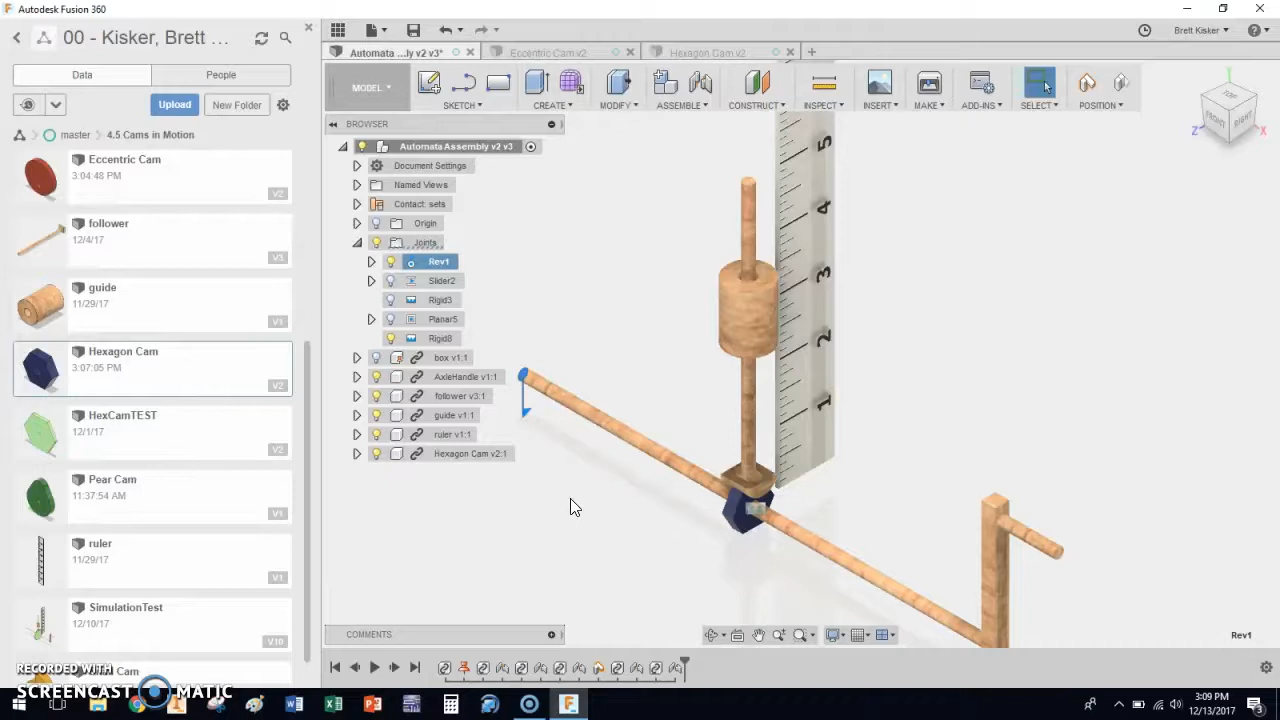 Autodesk Fusion 360
00 - Kisker, Brett ...
Brett Kisker
Automata ...ly v2 v3*
Eccentric Cam v2
Hexagon Cam v2
Data
People
MODEL
SKETCH
CREATE
MODIFY
ASSEMBLE
CONSTRUCT
INSPECT
INSERT
MAKE
ADD-INS
SELECT
POSITION
Upload
New Folder
master
4.5 Cams in Motion
Eccentric Cam
3:04:48 PM
V2
follower
12/4/17
V3
guide
11/29/17
V1
Hexagon Cam
3:07:05 PM
V2
HexCamTEST
12/1/17
V2
Pear Cam
11:37:54 AM
V1
ruler
11/29/17
V1
SimulationTest
12/10/17
V10
Cam
BROWSER
Automata Assembly v2 v3
Document Settings
Named Views
Contact: sets
Origin
Joints
Rev1
Slider2
Rigid3
Planar5
Rigid8
box v1:1
AxleHandle v1:1
follower v3:1
guide v1:1
ruler v1:1
Hexagon Cam v2:1
5
4
3
2
1
TOP
FRONT
RIGHT
Z
X
Y
COMMENTS
Rev1
RECORDED WITH
SCREENCAST MATIC
3:09 PM
12/13/2017